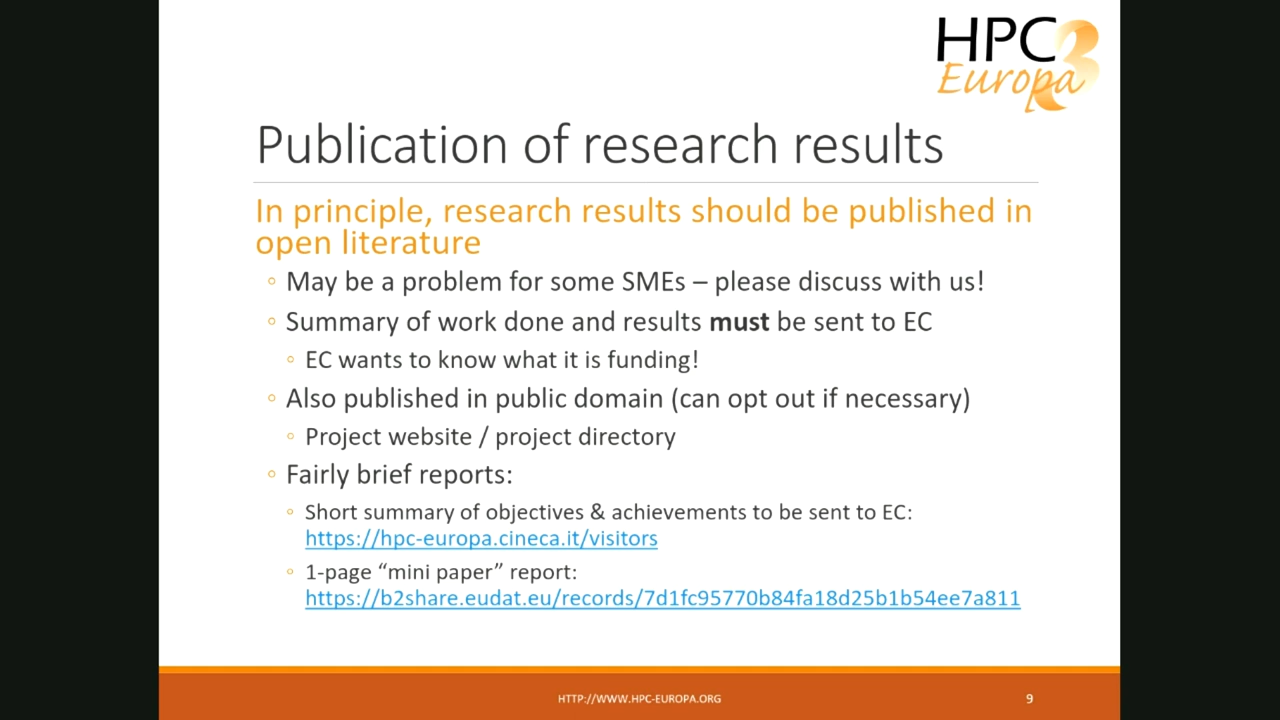 HPC3
Europa
Publication of research results
In principle, research results should be published in
open literature
◦ May be a problem for some SMEs – please discuss with us!
◦ Summary of work done and results must be sent to EC
◦ EC wants to know what it is funding!
◦ Also published in public domain (can opt out if necessary)
◦ Project website / project directory
◦ Fairly brief reports:
◦ Short summary of objectives & achievements to be sent to EC:
https://hpc-europa.cineca.it/visitors
◦ 1-page “mini paper” report:
https://b2share.eudat.eu/records/7d1fc95770b84fa18d25b1b54ee7a811
HTTP://WWW.HPC-EUROPA.ORG
9